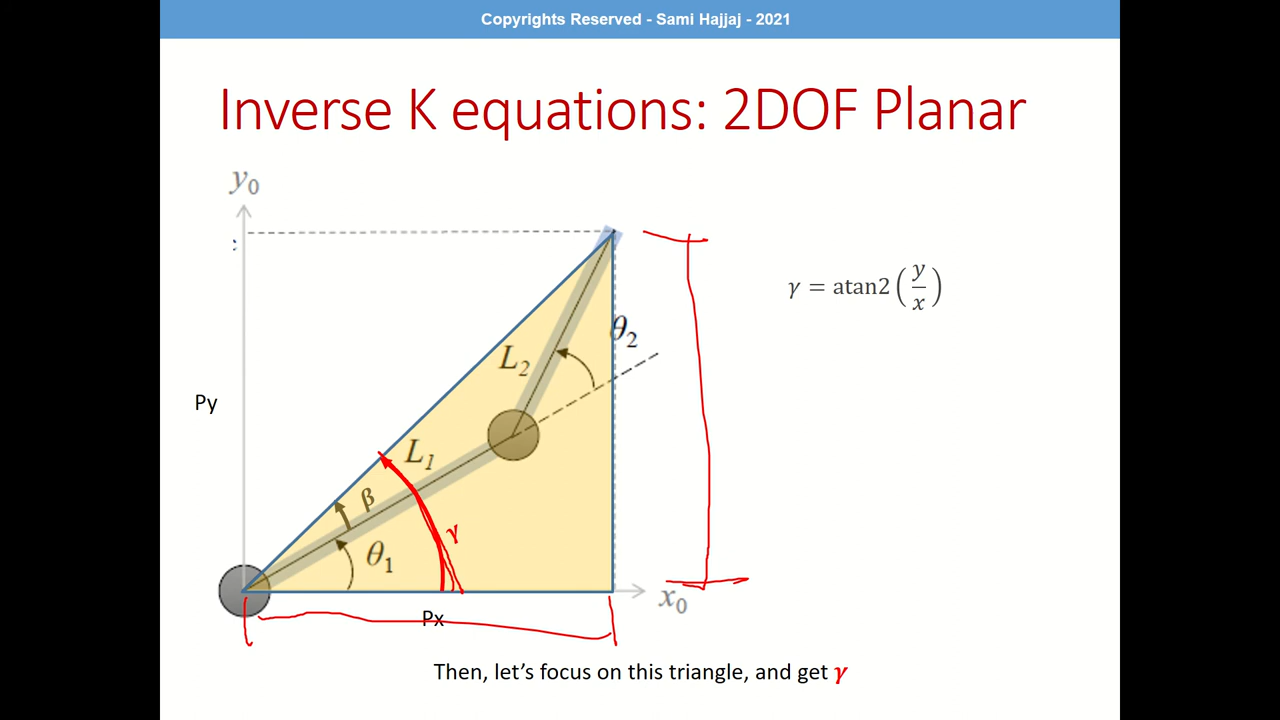 Copyrights Reserved - Sami Hajjaj - 2021
Inverse K equations: 2DOF Planar
y₀
:
γ = atan2 (y/x)
θ₂
L₂
Py
L₁
β
γ
θ₁
x₀
Px
Then, let's focus on this triangle, and get γ